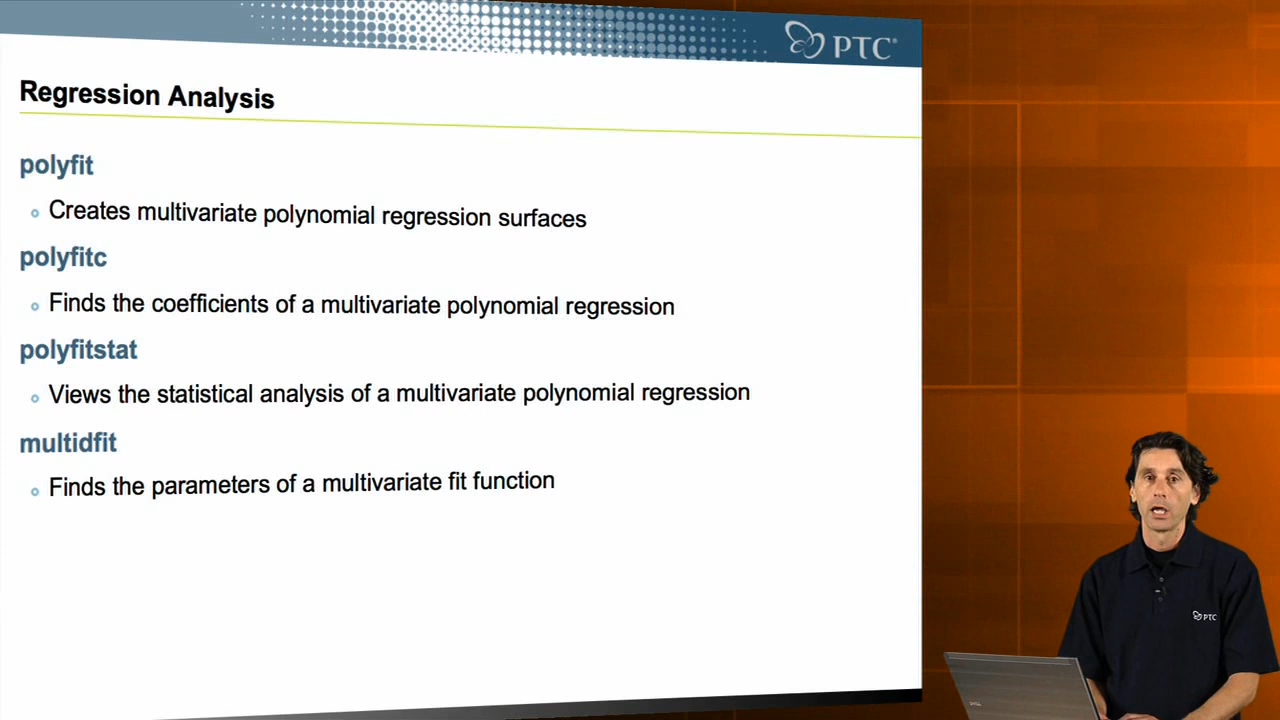 PTC
Regression Analysis
polyfit
Creates multivariate polynomial regression surfaces
polyfitc
Finds the coefficients of a multivariate polynomial regression
polyfitstat
Views the statistical analysis of a multivariate polynomial regression
multidfit
Finds the parameters of a multivariate fit function
PTC